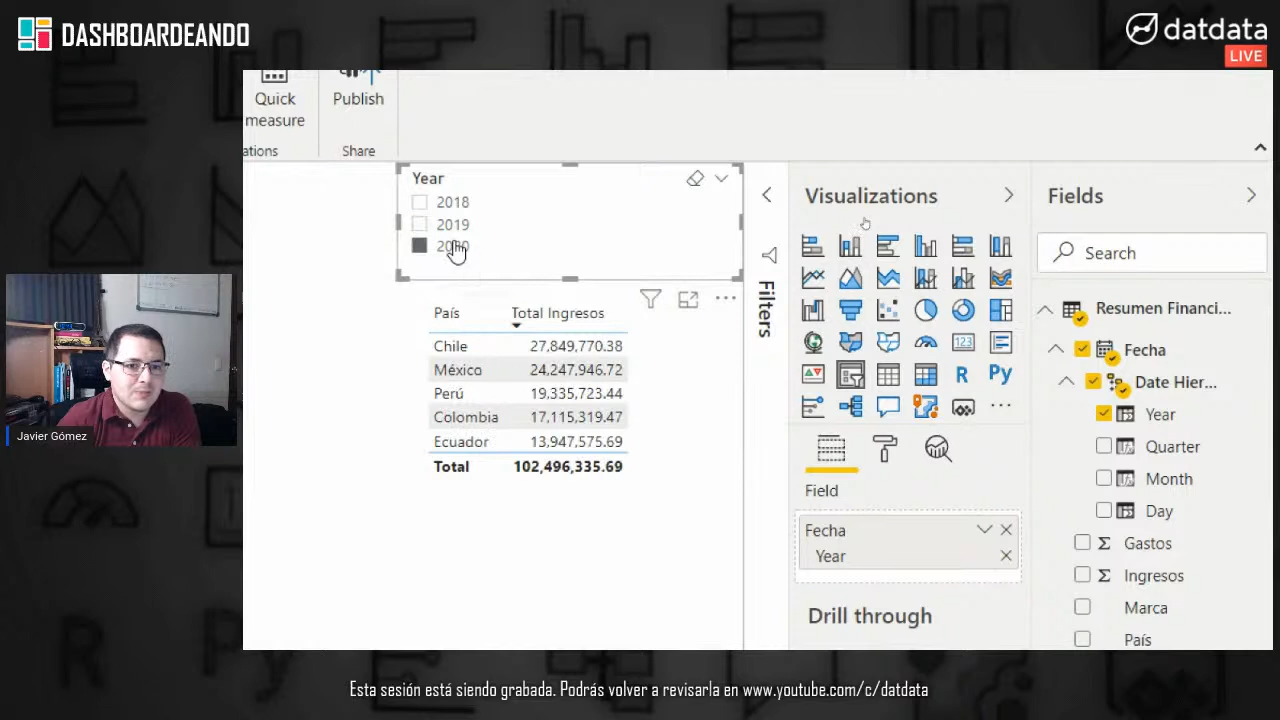 DASHBOARDEANDO
datdata
LIVE
Quick
measure
Publish
ations
Share
Year
2018
2019
País
Total Ingresos
Chile
27,849,770.38
México
24,247,946.72
Perú
19,335,723.44
Colombia
17,115,319.47
Ecuador
13,947,575.69
Total
102,496,335.69
Filters
Visualizations
123
R
Py
Field
Fecha
Year
Drill through
Fields
Search
Resumen Financi...
Fecha
Date Hier...
Year
Quarter
Month
Day
Gastos
Ingresos
Marca
País
Javier Gómez
Esta sesión está siendo grabada. Podrás volver a revisarla en www.youtube.com/c/datdata